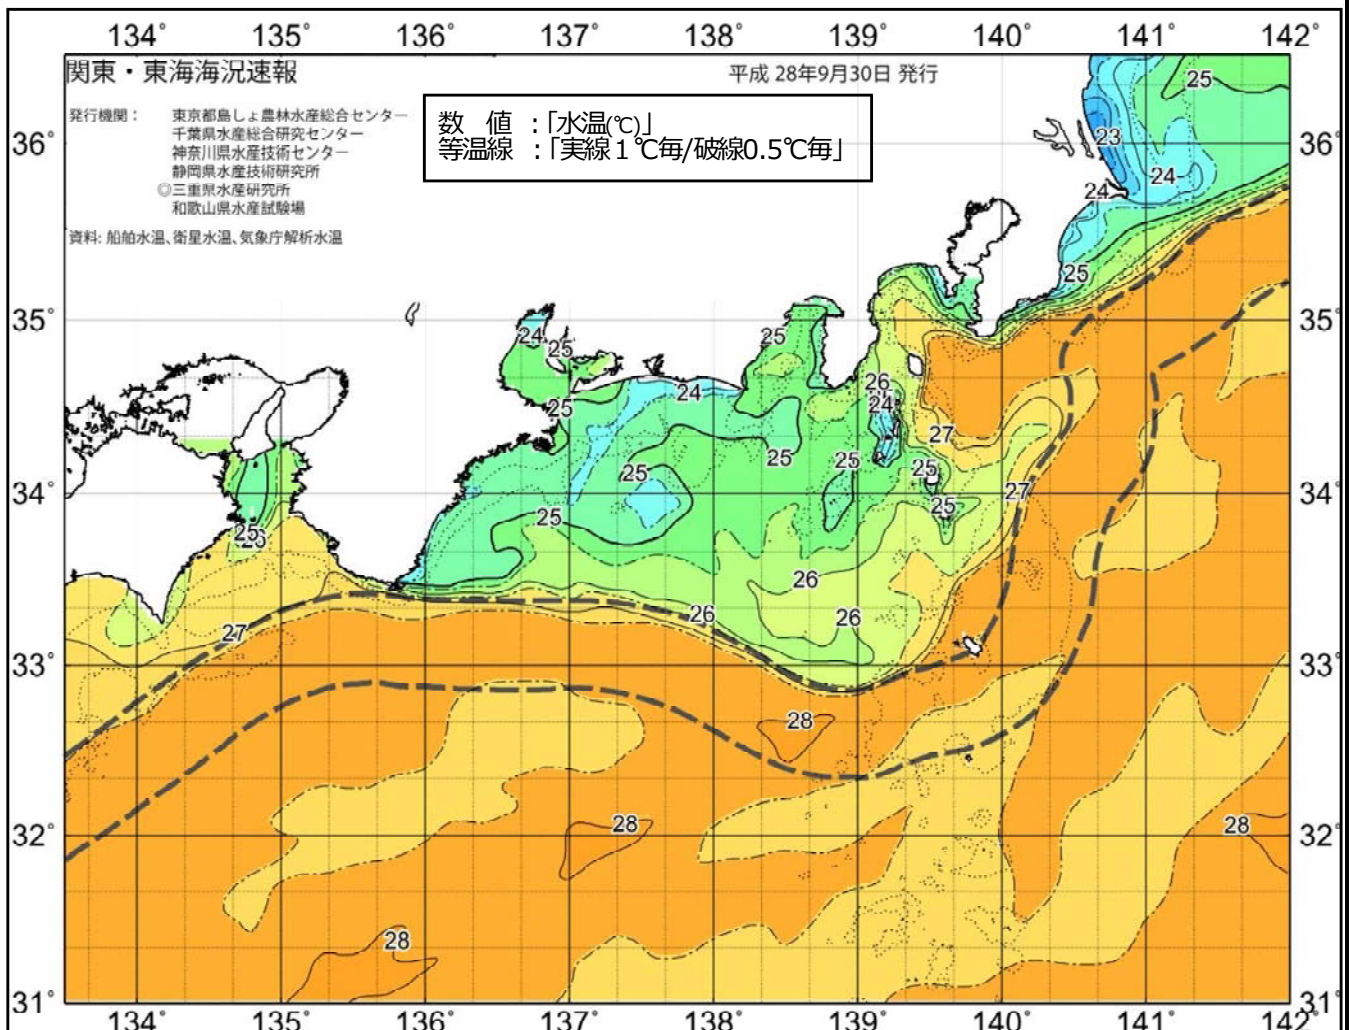 134° 135° 136° 137° 138° 139° 140° 141° 142°
関東・東海海況速報
平成 28年9月30日 発行
発行機関： 東京都島しょ農林水産総合センター
千葉県水産総合研究センター
神奈川県水産技術センター
静岡県水産技術研究所
◎三重県水産研究所
和歌山県水産試験場
資料: 船舶水温、衛星水温、気象庁解析水温
数　値　：「水温(℃)」
等温線　：「実線１℃毎/破線0.5℃毎」
25
36° 23 36°
24 24
25
35° 35°
24 25 25
26
24 24
25
27
25 25 25 25
34° 27 34°
25 25
25 26
26
26 26
27
33° 33°
28
32° 28 28 32°
28
31° 31°
134° 135° 136° 137° 138° 139° 140° 141° 142°